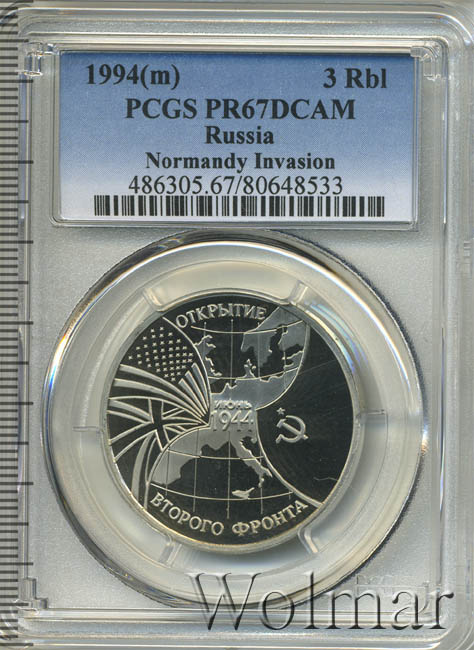 1994(m) 3 Rbl
PCGS PR67DCAM
Russia
Normandy Invasion
486305.67/80648533
ОТКРЫТИЕ
ИЮНЬ
1944
ВТОРОГО ФРОНТА
Wolmar